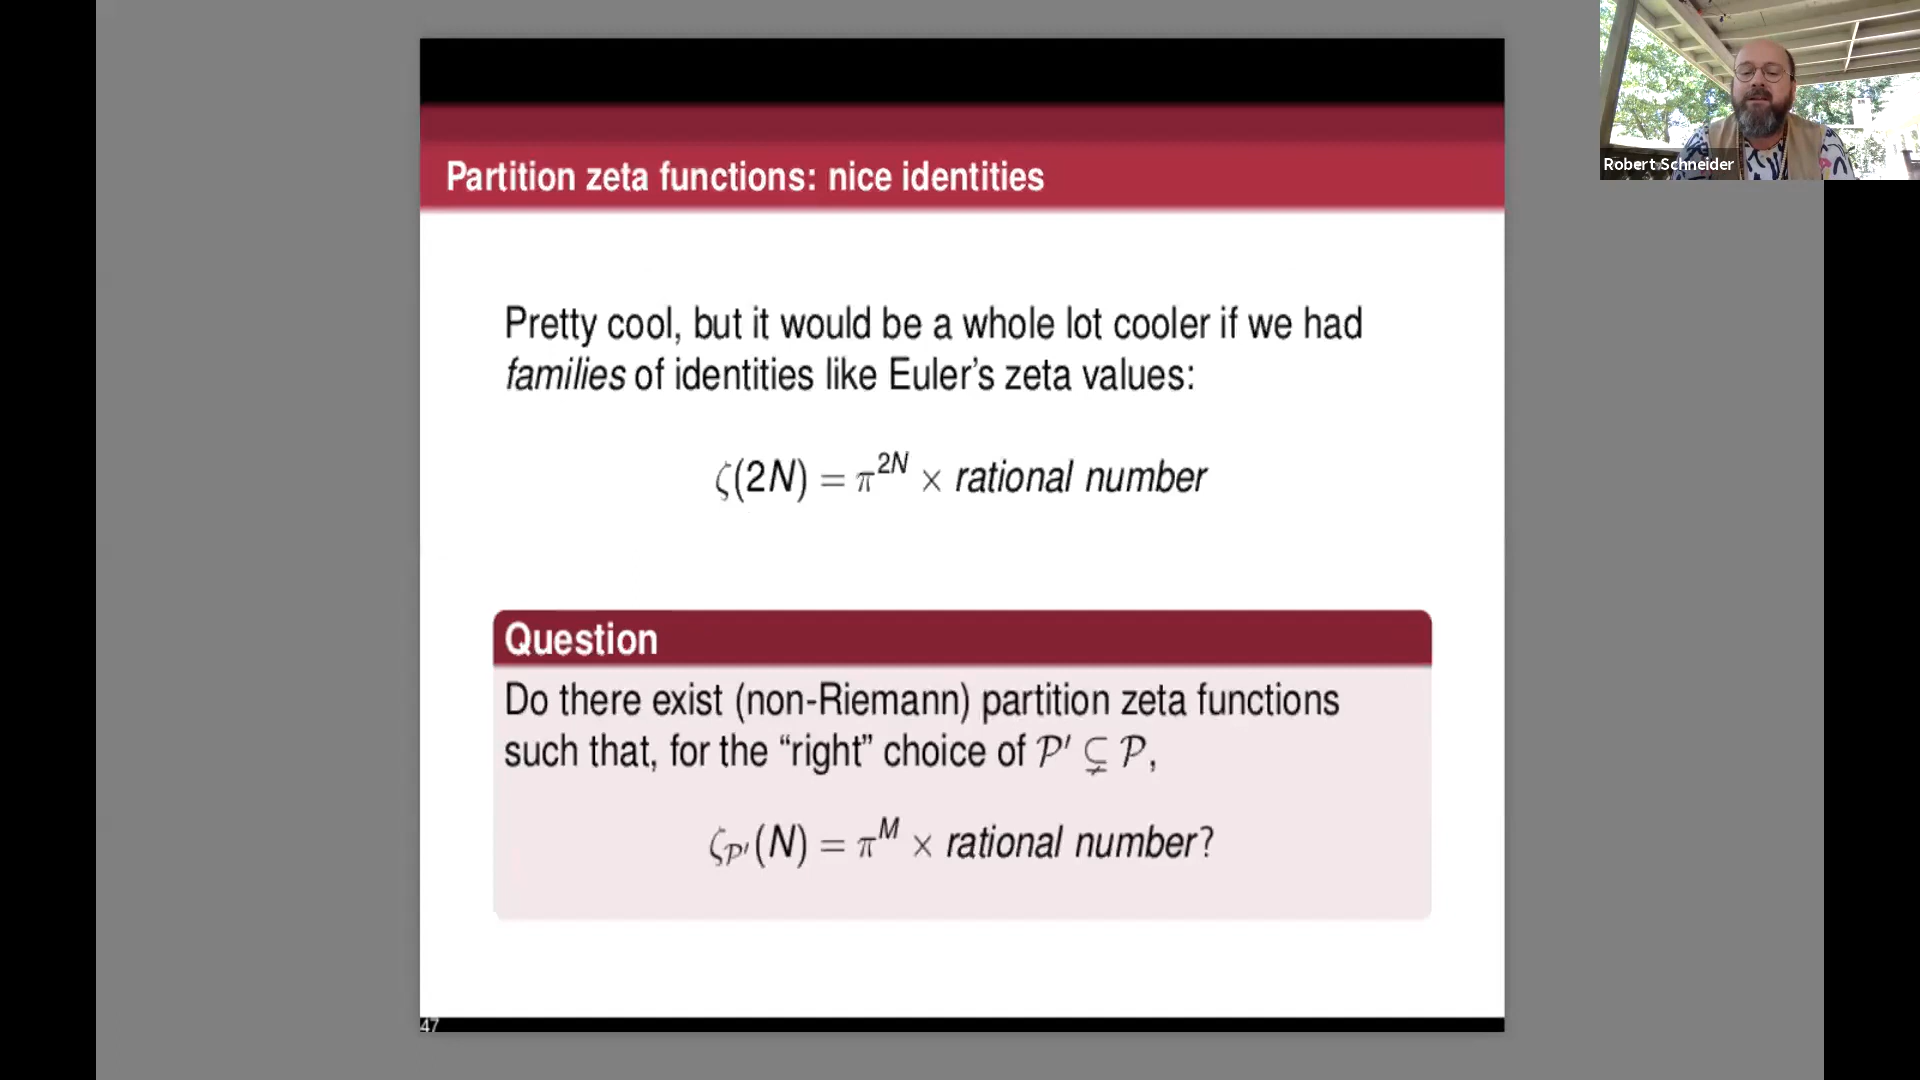 Partition zeta functions: nice identities
Robert Schneider
Pretty cool, but it would be a whole lot cooler if we had
families of identities like Euler's zeta values:
ζ(2N) = π^{2N} × rational number
Question
Do there exist (non-Riemann) partition zeta functions
such that, for the “right” choice of 𝒫′ ⊊ 𝒫,
ζ_{𝒫′}(N) = π^M × rational number?
47